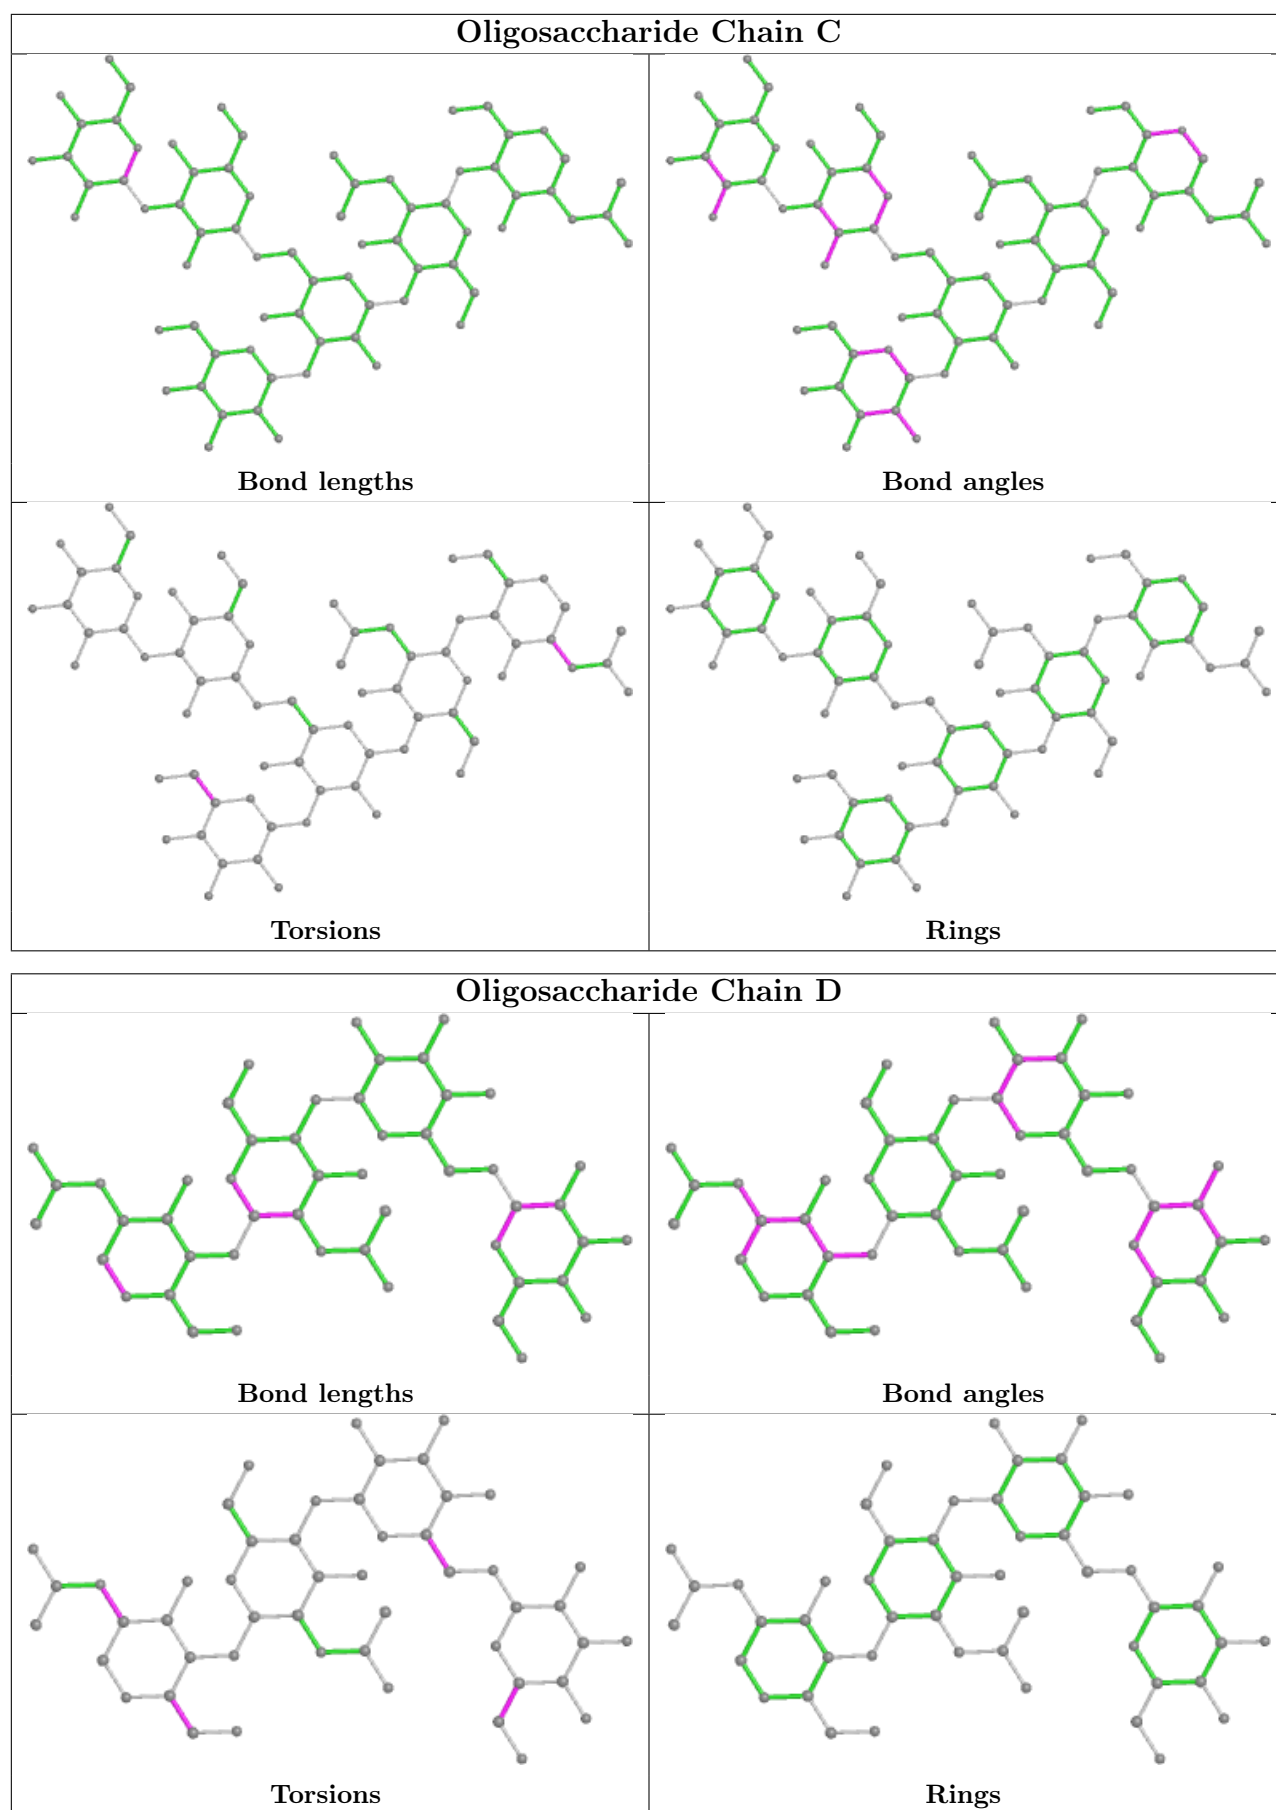 Oligosaccharide Chain C
Bond lengths
Bond angles
Torsions
Rings
Oligosaccharide Chain D
Bond lengths
Bond angles
Torsions
Rings